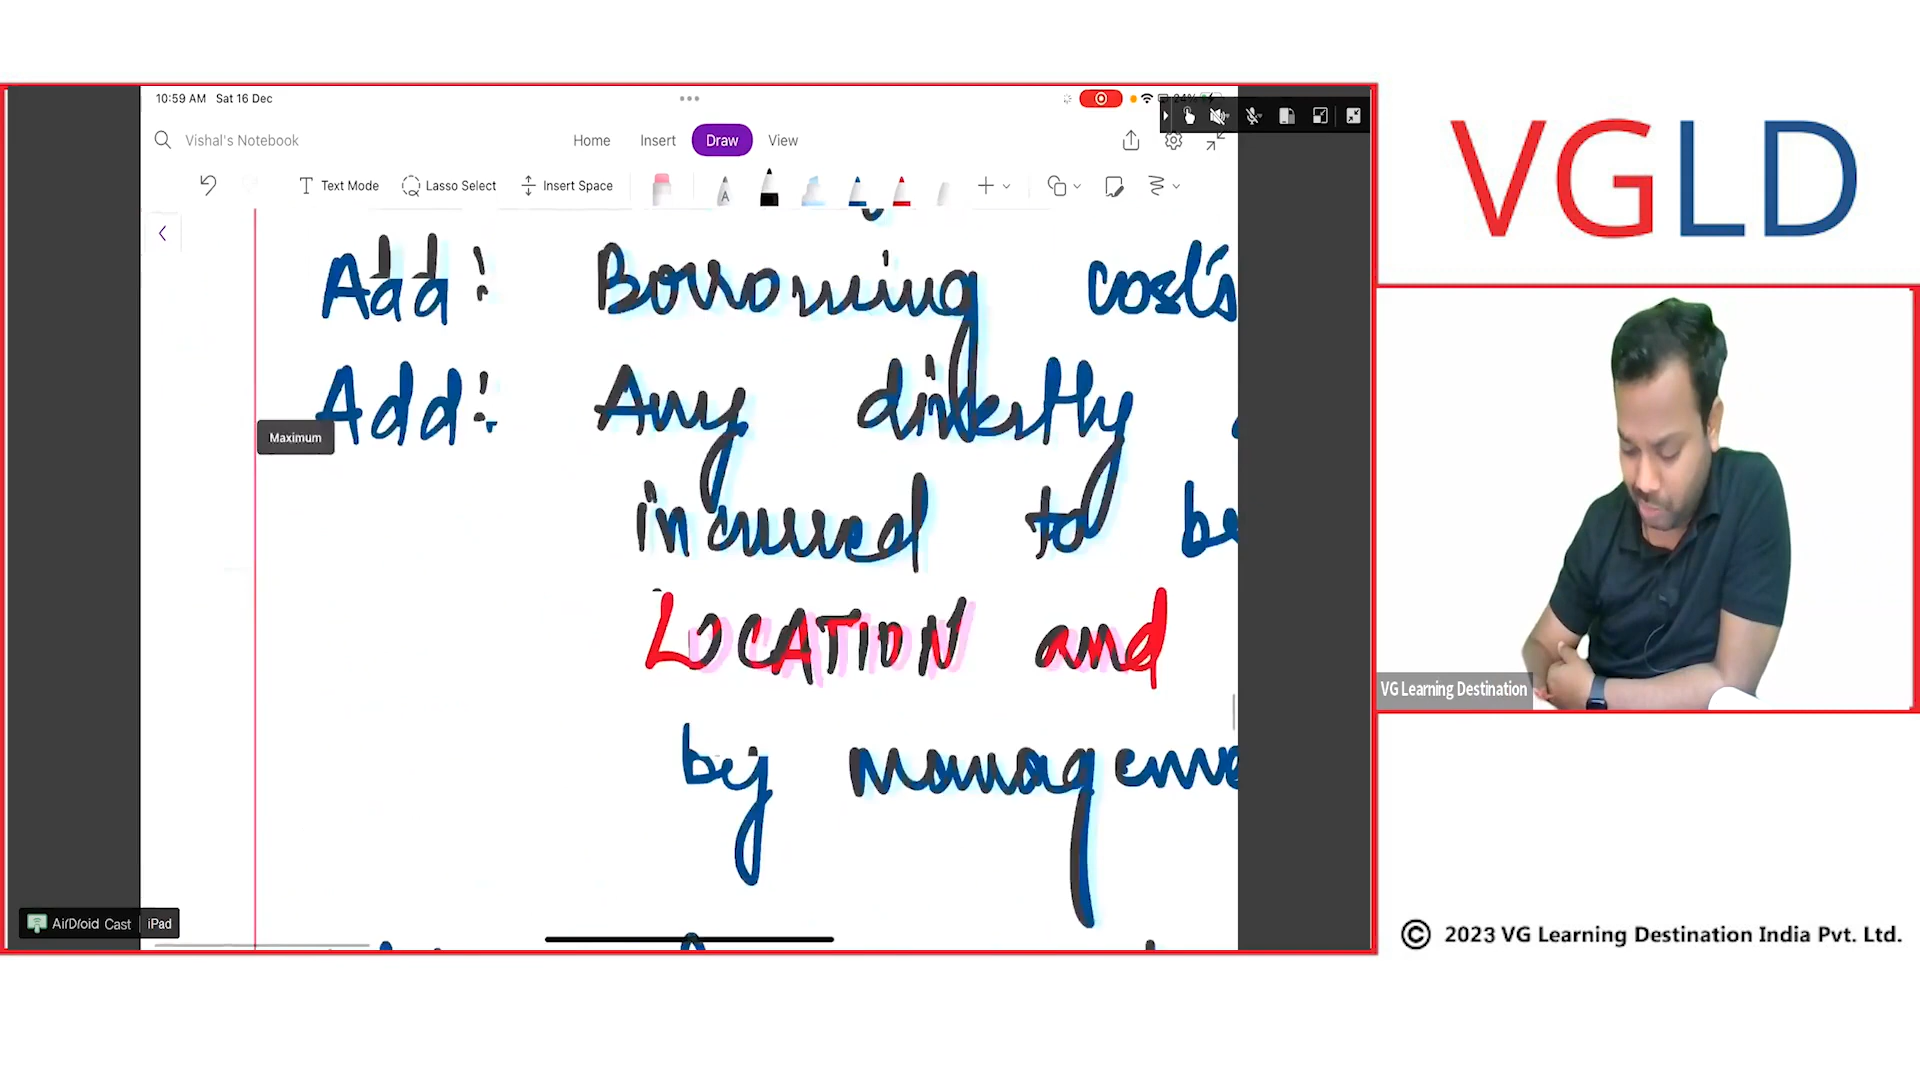 10:59 AM Sat 16 Dec
24%
VGLD
Vishal's Notebook
Home Insert Draw View
Text Mode Lasso Select Insert Space
Add: Borrowing costs
Add: Any directly
Maximum
incurred to be
LOCATION and
by manageme
VG Learning Destination
AirDroid Cast iPad
© 2023 VG Learning Destination India Pvt. Ltd.